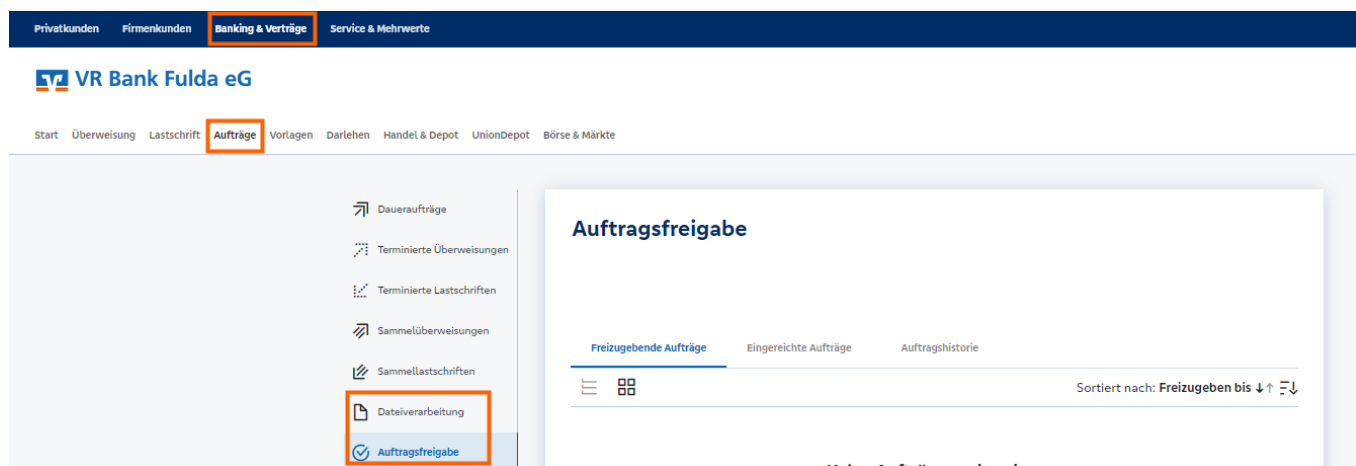 Privatkunden Firmenkunden Banking & Verträge Service & Mehrwerte
VR Bank Fulda eG
Start Überweisung Lastschrift Aufträge Vorlagen Darlehen Handel & Depot UnionDepot Börse & Märkte
Daueraufträge
Auftragsfreigabe
Terminierte Überweisungen
Terminierte Lastschriften
Sammelüberweisungen
Freizugebende Aufträge Eingereichte Aufträge Auftragshistorie
Sammellastschriften
Sortiert nach: Freizugeben bis
Dateiverarbeitung
Auftragsfreigabe